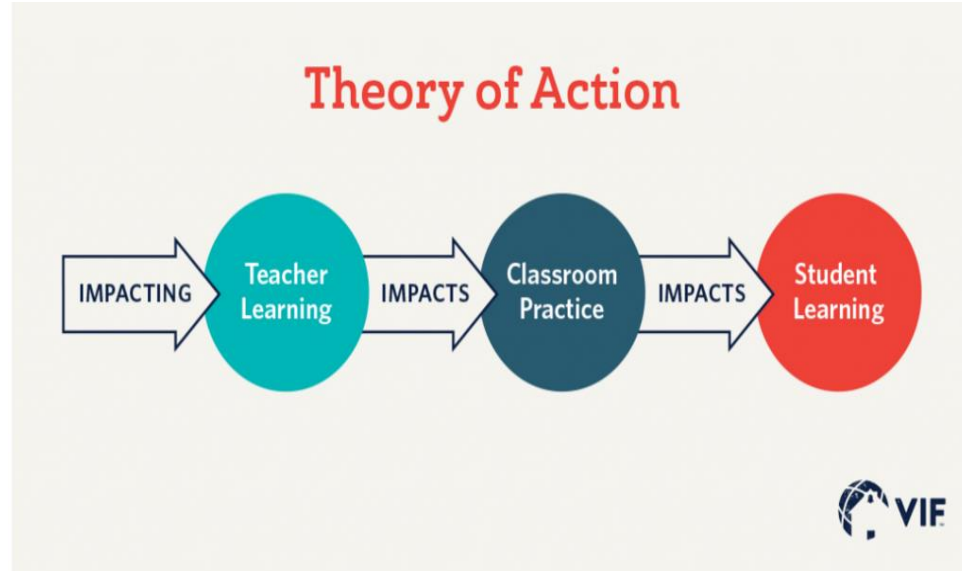 Theory of Action
IMPACTING
Teacher
Learning
IMPACTS
Classroom
Practice
IMPACTS
Student
Learning
VIF